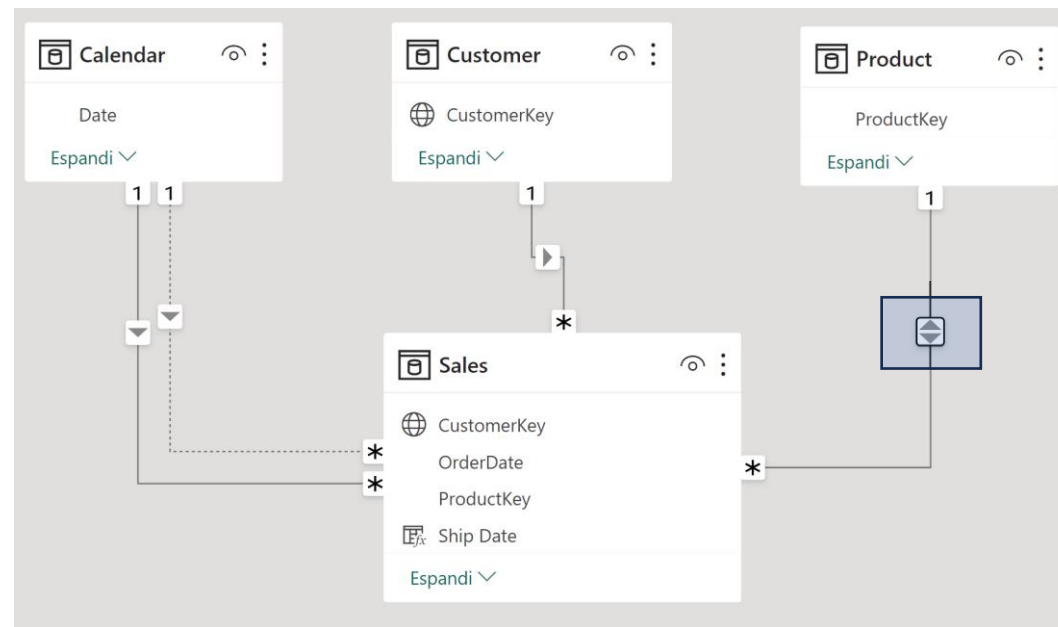 Calendar
Date
Espandi
1 1
Customer
CustomerKey
Espandi
1
Product
ProductKey
Espandi
1
*
Sales
CustomerKey
OrderDate
ProductKey
fx Ship Date
Espandi
*
*
*